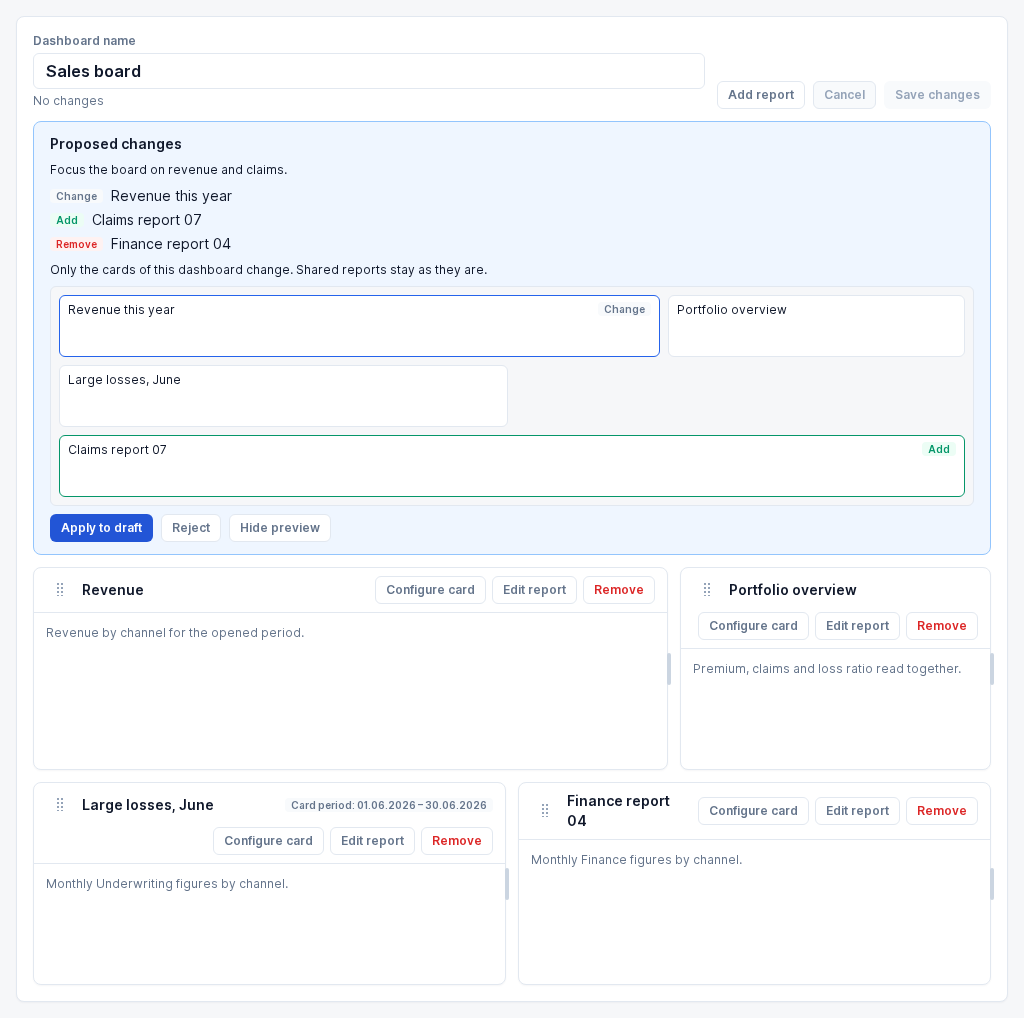 Dashboard name
Sales board
No changes
Add report
Cancel
Save changes
Proposed changes
Focus the board on revenue and claims.
Change Revenue this year
Add Claims report 07
Remove Finance report 04
Only the cards of this dashboard change. Shared reports stay as they are.
Revenue this year
Change
Portfolio overview
Large losses, June
Claims report 07
Add
Apply to draft
Reject
Hide preview
Revenue
Configure card
Edit report
Remove
Revenue by channel for the opened period.
Portfolio overview
Configure card
Edit report
Remove
Premium, claims and loss ratio read together.
Large losses, June
Card period: 01.06.2026 – 30.06.2026
Configure card
Edit report
Remove
Monthly Underwriting figures by channel.
Finance report
04
Configure card
Edit report
Remove
Monthly Finance figures by channel.